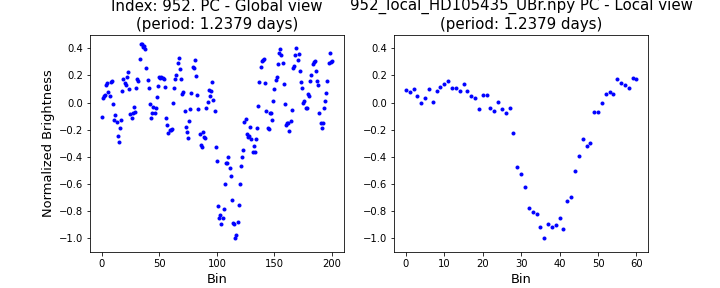 Index: 952. PC - Global view
(period: 1.2379 days)
952_local_HD105435_UBr.npy PC - Local view
(period: 1.2379 days)
Normalized Brightness
0.4
0.2
0.0
−0.2
−0.4
−0.6
−0.8
−1.0
0 50 100 150 200
Bin
0.4
0.2
0.0
−0.2
−0.4
−0.6
−0.8
−1.0
0 10 20 30 40 50 60
Bin